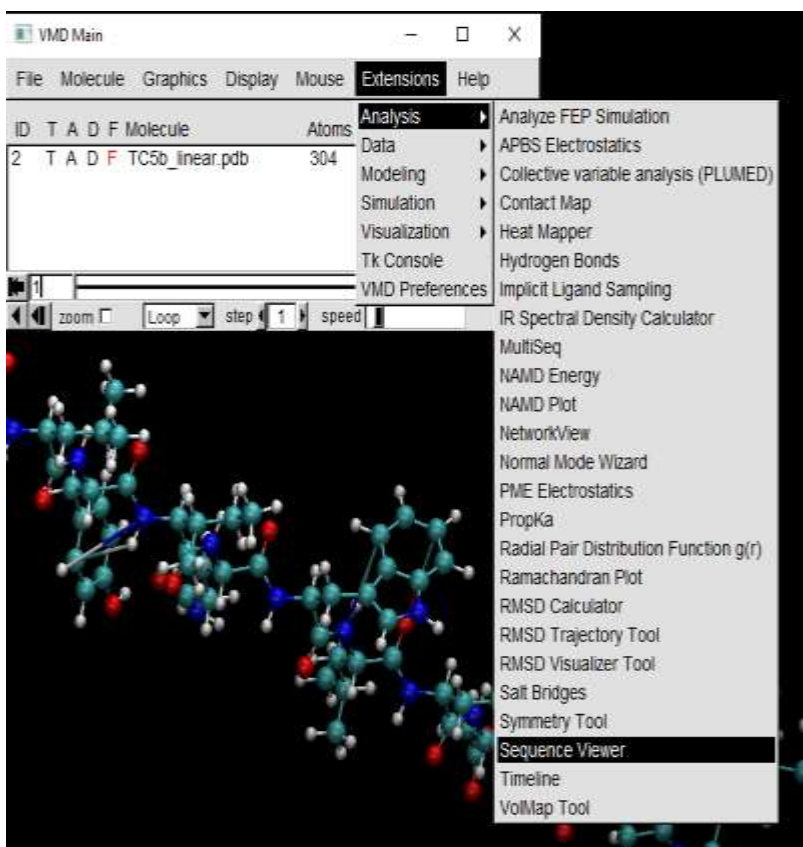 VMD Main
File Molecule Graphics Display Mouse Extensions Help
ID T A D F Molecule Atoms
2 T A D F TC5b_linear.pdb 304
1
zoom Loop step 1 speed
Analysis
Data
Modeling
Simulation
Visualization
Tk Console
VMD Preferences
Analyze FEP Simulation
APBS Electrostatics
Collective variable analysis (PLUMED)
Contact Map
Heat Mapper
Hydrogen Bonds
Implicit Ligand Sampling
IR Spectral Density Calculator
MultiSeq
NAMD Energy
NAMD Plot
NetworkView
Normal Mode Wizard
PME Electrostatics
PropKa
Radial Pair Distribution Function g(r)
Ramachandran Plot
RMSD Calculator
RMSD Trajectory Tool
RMSD Visualizer Tool
Salt Bridges
Symmetry Tool
Sequence Viewer
Timeline
VolMap Tool